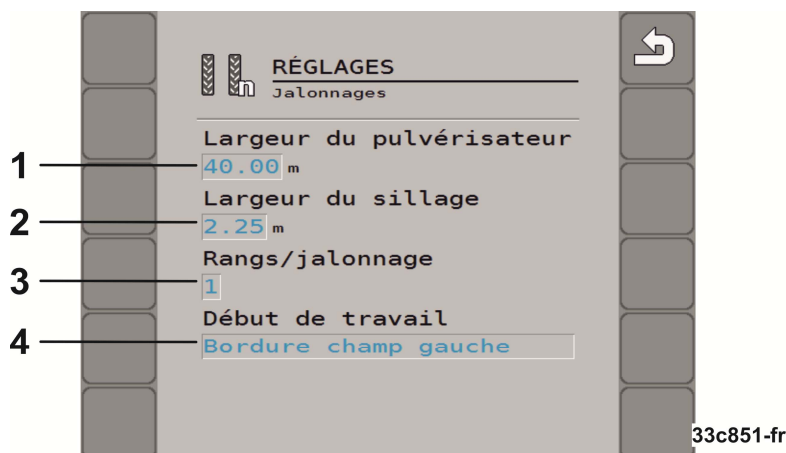 RÉGLAGES
Jalonnages
Largeur du pulvérisateur
1 40.00 m
Largeur du sillage
2 2.25 m
Rangs/jalonnage
3 1
Début de travail
4 Bordure champ gauche
33c851-fr